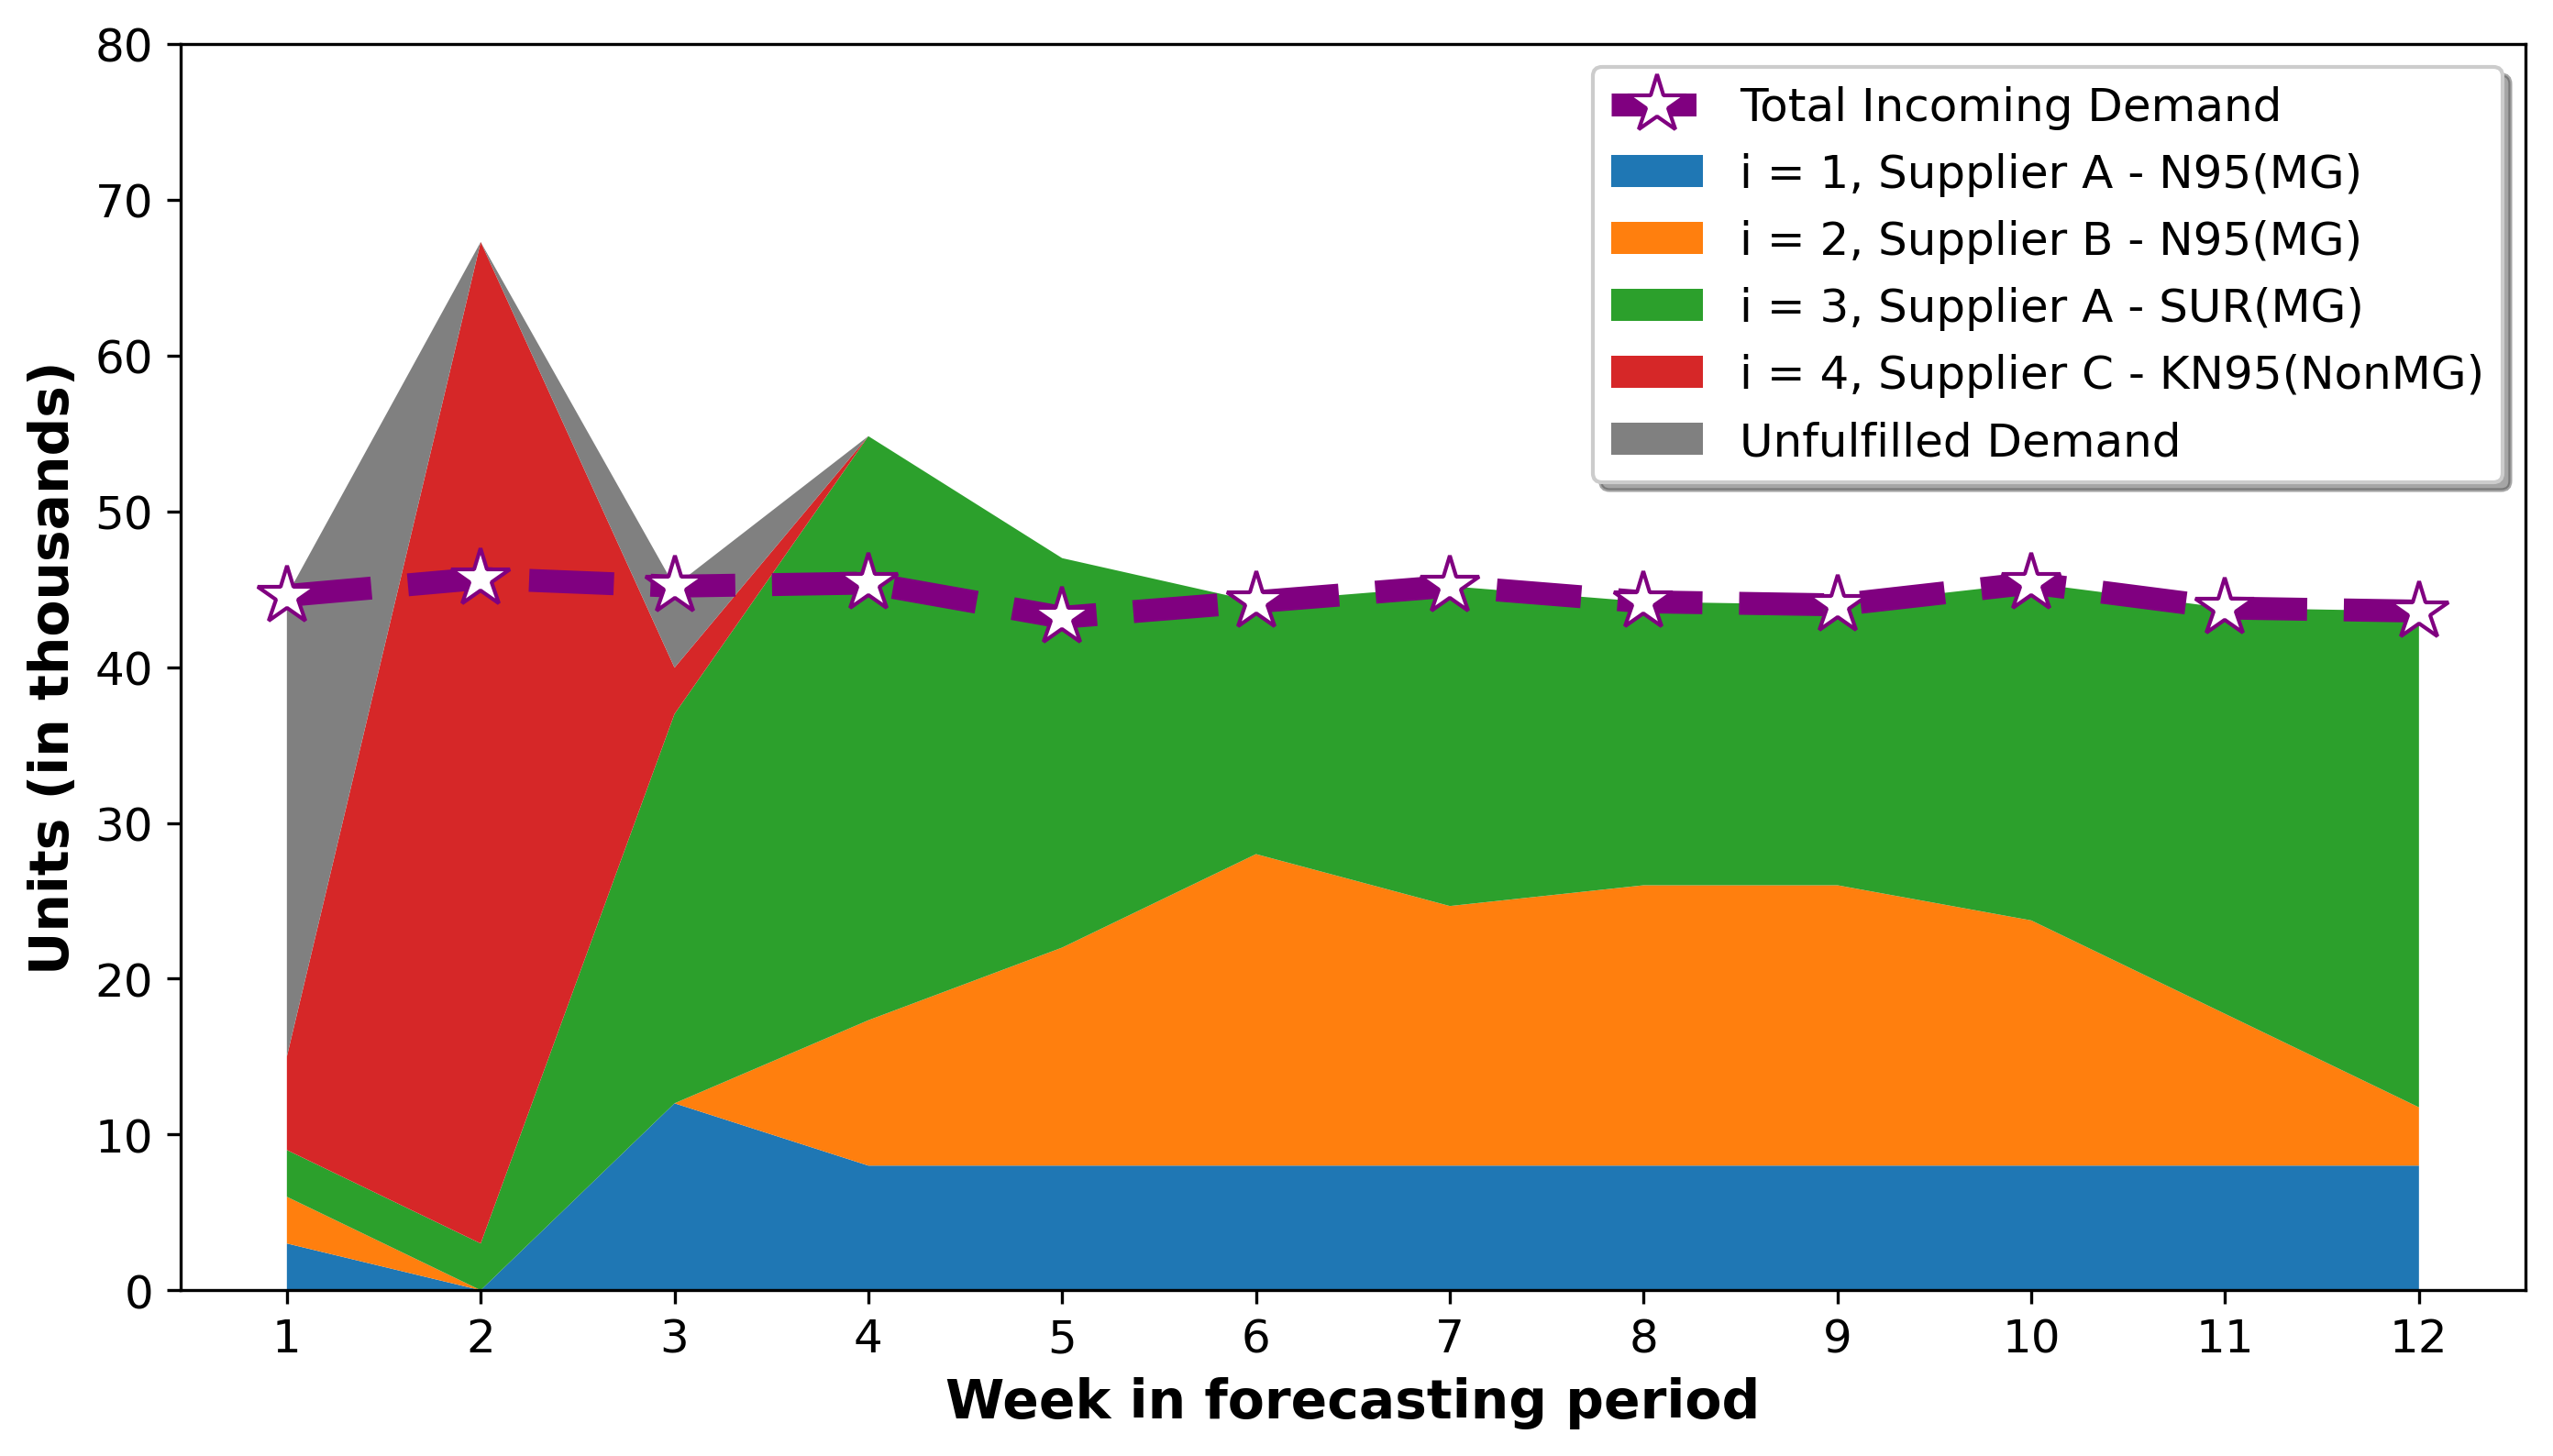 80
70
60
50
40
30
20
10
0
Units (in thousands)
Total Incoming Demand
i = 1, Supplier A - N95(MG)
i = 2, Supplier B - N95(MG)
i = 3, Supplier A - SUR(MG)
i = 4, Supplier C - KN95(NonMG)
Unfulfilled Demand
1 2 3 4 5 6 7 8 9 10 11 12
Week in forecasting period